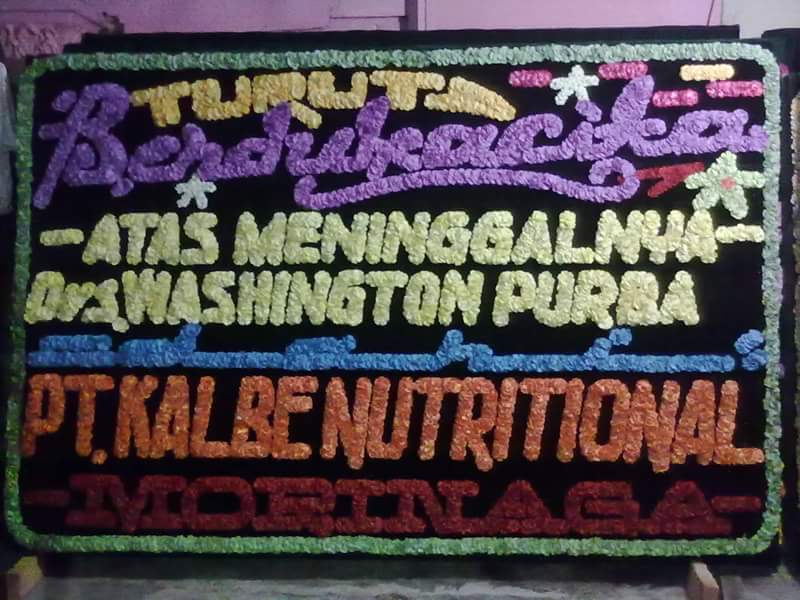 TURUT
Berdukacita
-ATAS MENINGGALNYA-
Drs.WASHINGTON PURBA
PT.KALBE NUTRITIONAL
-MORINAGA-